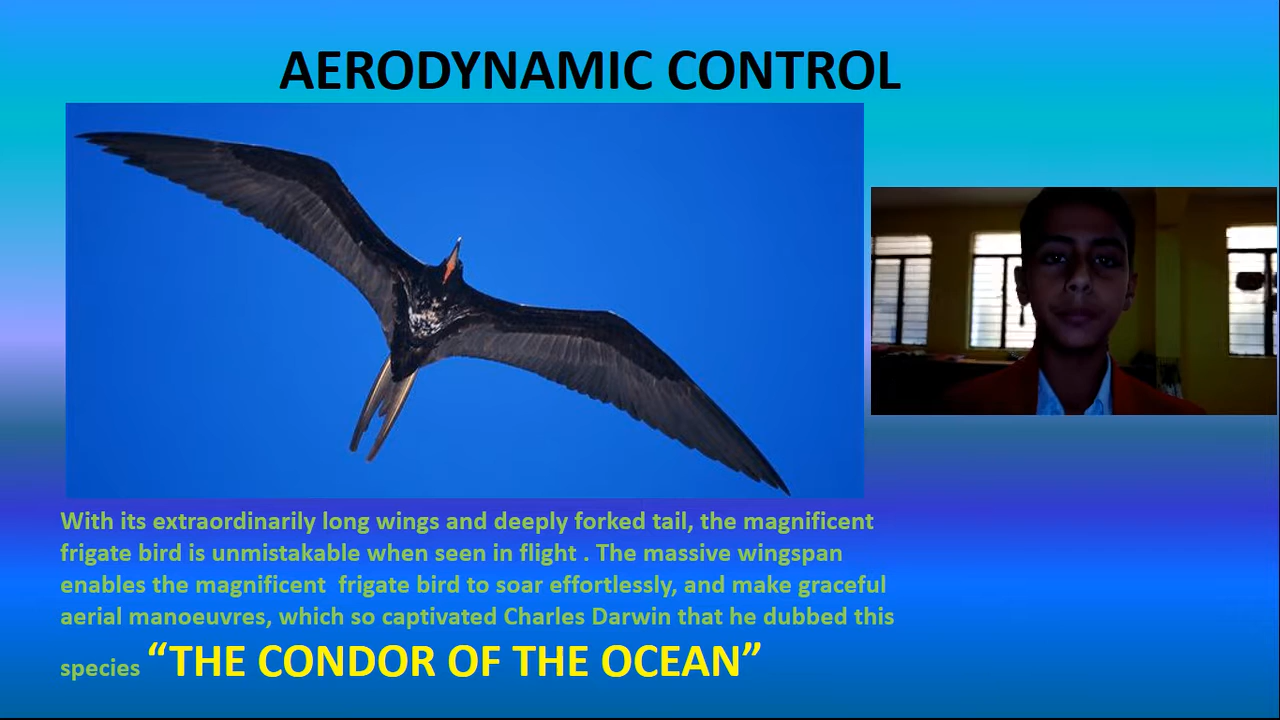 AERODYNAMIC CONTROL
With its extraordinarily long wings and deeply forked tail, the magnificent
frigate bird is unmistakable when seen in flight . The massive wingspan
enables the magnificent  frigate bird to soar effortlessly, and make graceful
aerial manoeuvres, which so captivated Charles Darwin that he dubbed this
species “THE CONDOR OF THE OCEAN”